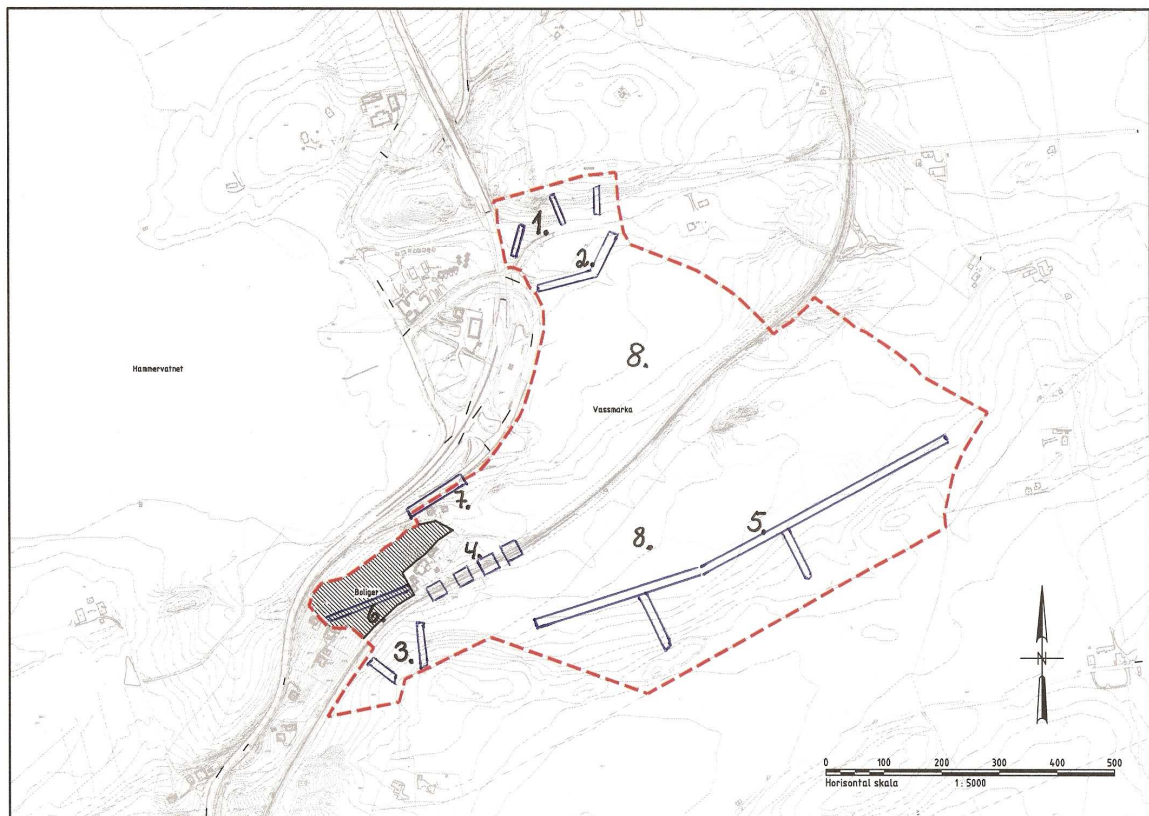 1.
2.
8.
Hammervatnet
Vassmarka
7.
8.
5.
4.
Boliger
6.
3.
N
0 100 200 300 400 500
Horisontal skala 1: 5000